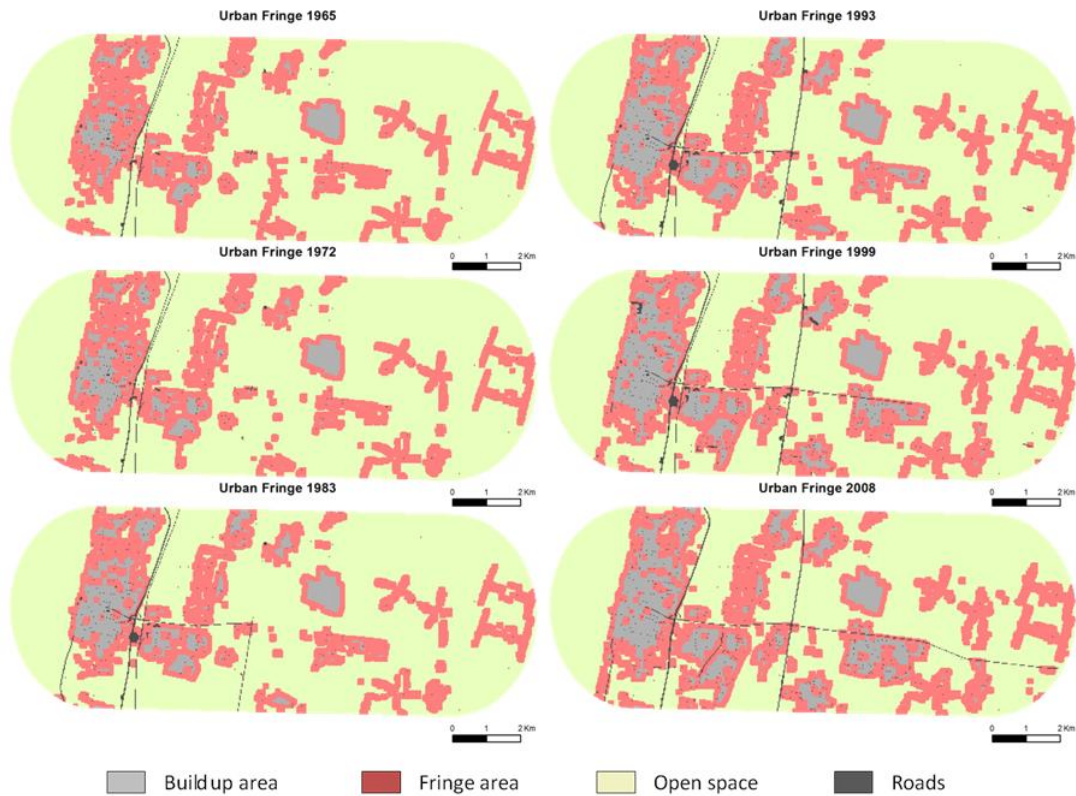 Urban Fringe 1965
Urban Fringe 1993
0 1 2 Km
0 1 2 Km
Urban Fringe 1972
Urban Fringe 1999
0 1 2 Km
0 1 2 Km
Urban Fringe 1983
Urban Fringe 2008
0 1 2 Km
0 1 2 Km
Build up area
Fringe area
Open space
Roads